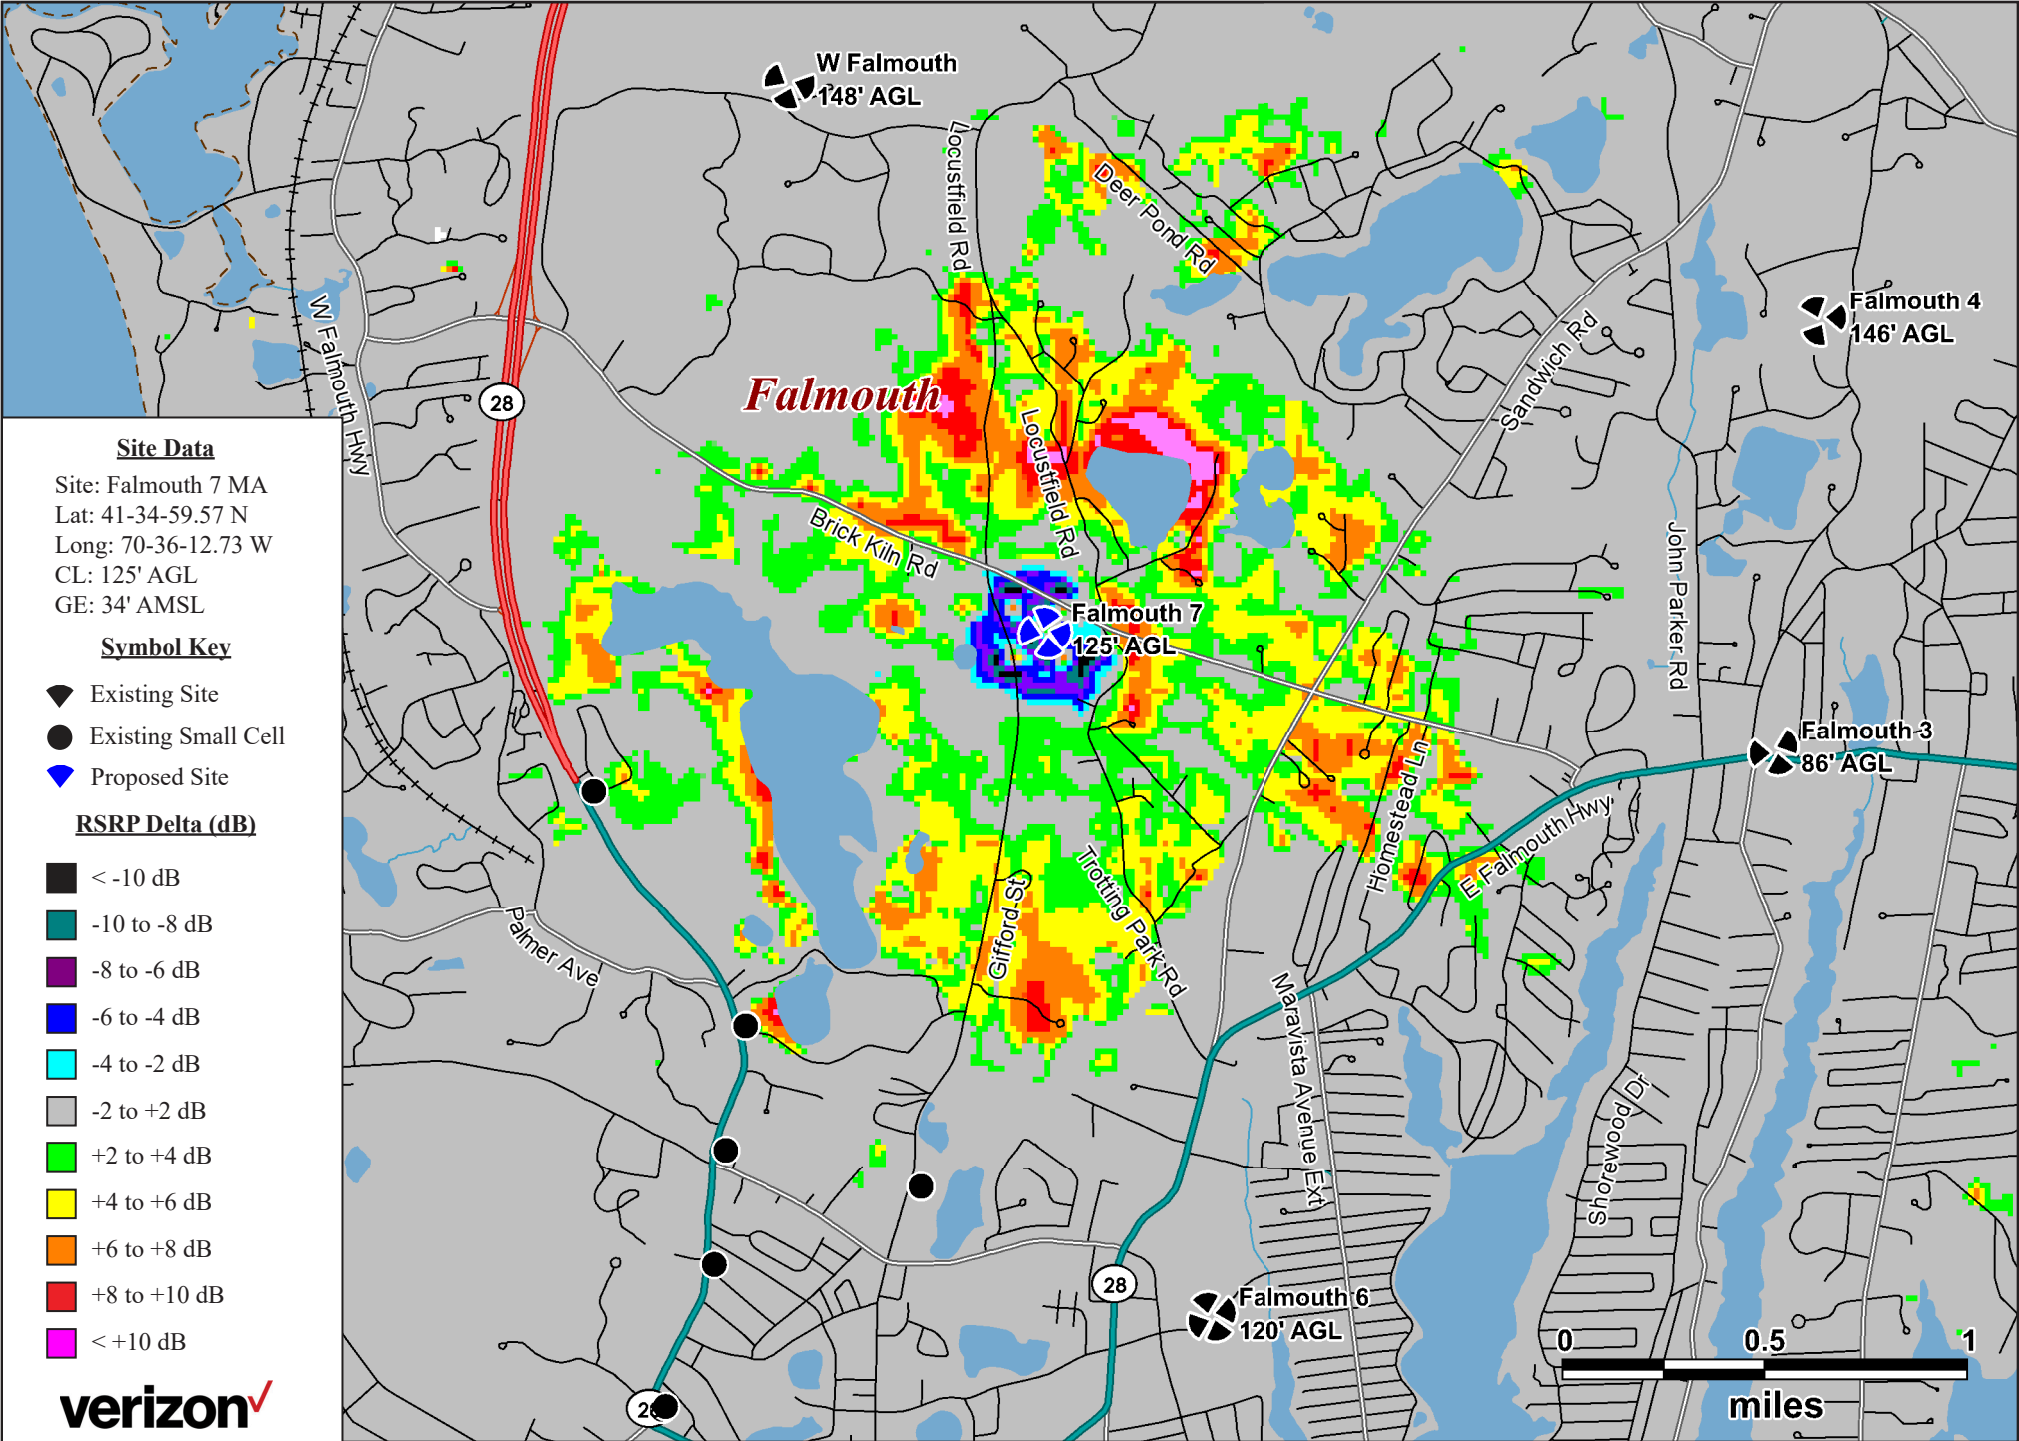 W Falmouth
148' AGL
Locustfield Rd
Deer Pond Rd
W Falmouth Hwy
28
Falmouth
Sandwich Rd
Falmouth 4
146' AGL
Locustfield Rd
Brick Kiln Rd
John Parker Rd
Falmouth 7
125' AGL
Falmouth 3
86' AGL
Homestead Ln
E Falmouth Hwy
Trotting Park Rd
Gifford St
Palmer Ave
Maravista Avenue Ext
Shorewood Dr
28
Falmouth 6
120' AGL
28
0 0.5 1
miles
Site Data
Site: Falmouth 7 MA
Lat: 41-34-59.57 N
Long: 70-36-12.73 W
CL: 125' AGL
GE: 34' AMSL
Symbol Key
Existing Site
Existing Small Cell
Proposed Site
RSRP Delta (dB)
< -10 dB
-10 to -8 dB
-8 to -6 dB
-6 to -4 dB
-4 to -2 dB
-2 to +2 dB
+2 to +4 dB
+4 to +6 dB
+6 to +8 dB
+8 to +10 dB
< +10 dB
verizon